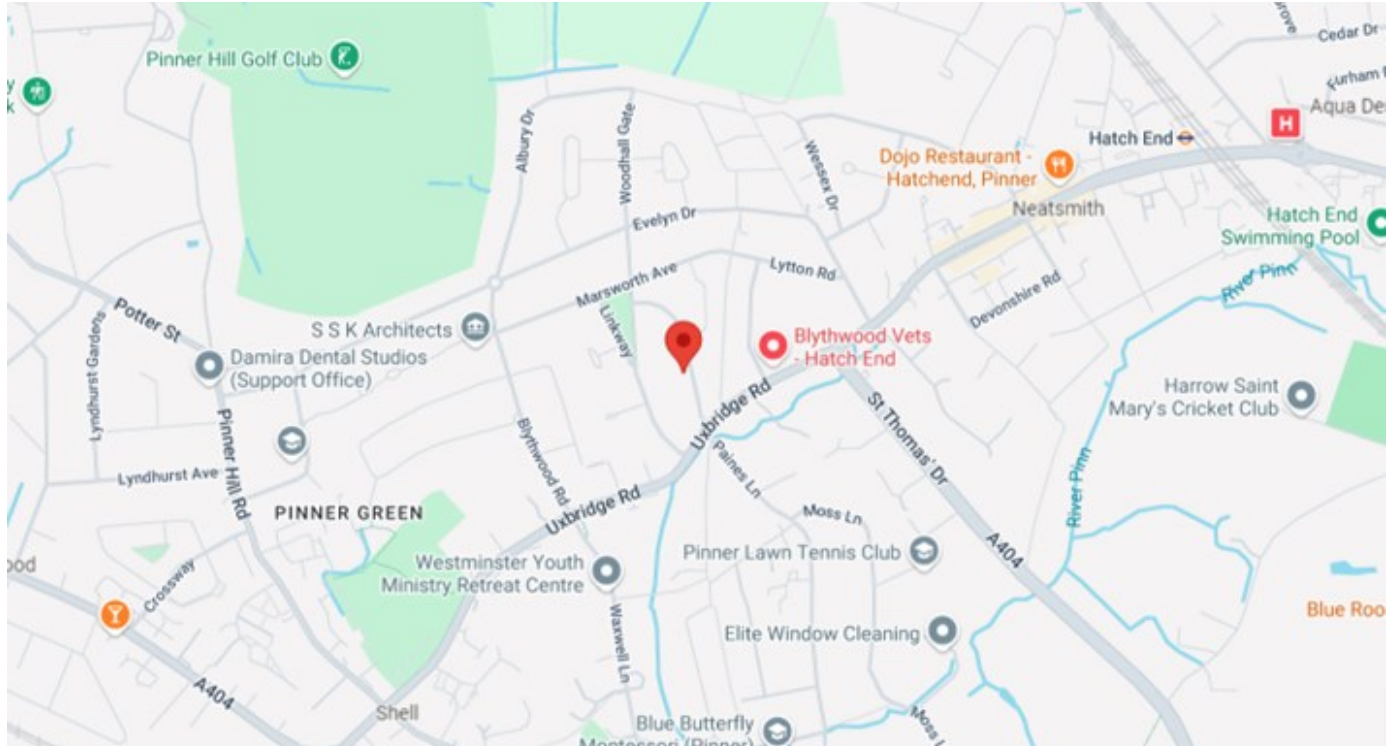 Cedar Dr
Pinner Hill Golf Club
Aqua De
Albury Dr
Woodhall Gate
Wessex Dr
Hatch End
Dojo Restaurant -
Hatchend, Pinner
Neatsmith
Evelyn Dr
Hatch End
Swimming Pool
River Pinn
Marsworth Ave
Lytton Rd
Devonshire Rd
Potter St
Lyndhurst Gardens
S S K Architects
Linkway
Damira Dental Studios
(Support Office)
Blythwood Vets
- Hatch End
Harrow Saint
Mary's Cricket Club
Uxbridge Rd
St Thomas' Dr
Pinner Hill Rd
Blythwood Rd
Paines Ln
Lyndhurst Ave
River Pinn
PINNER GREEN
Uxbridge Rd
Moss Ln
Westminster Youth
Ministry Retreat Centre
Pinner Lawn Tennis Club
A404
Crossway
Waxwell Ln
Blue Roo
Elite Window Cleaning
A404
Shell
Blue Butterfly
Montessori (Pinner)
Moss L